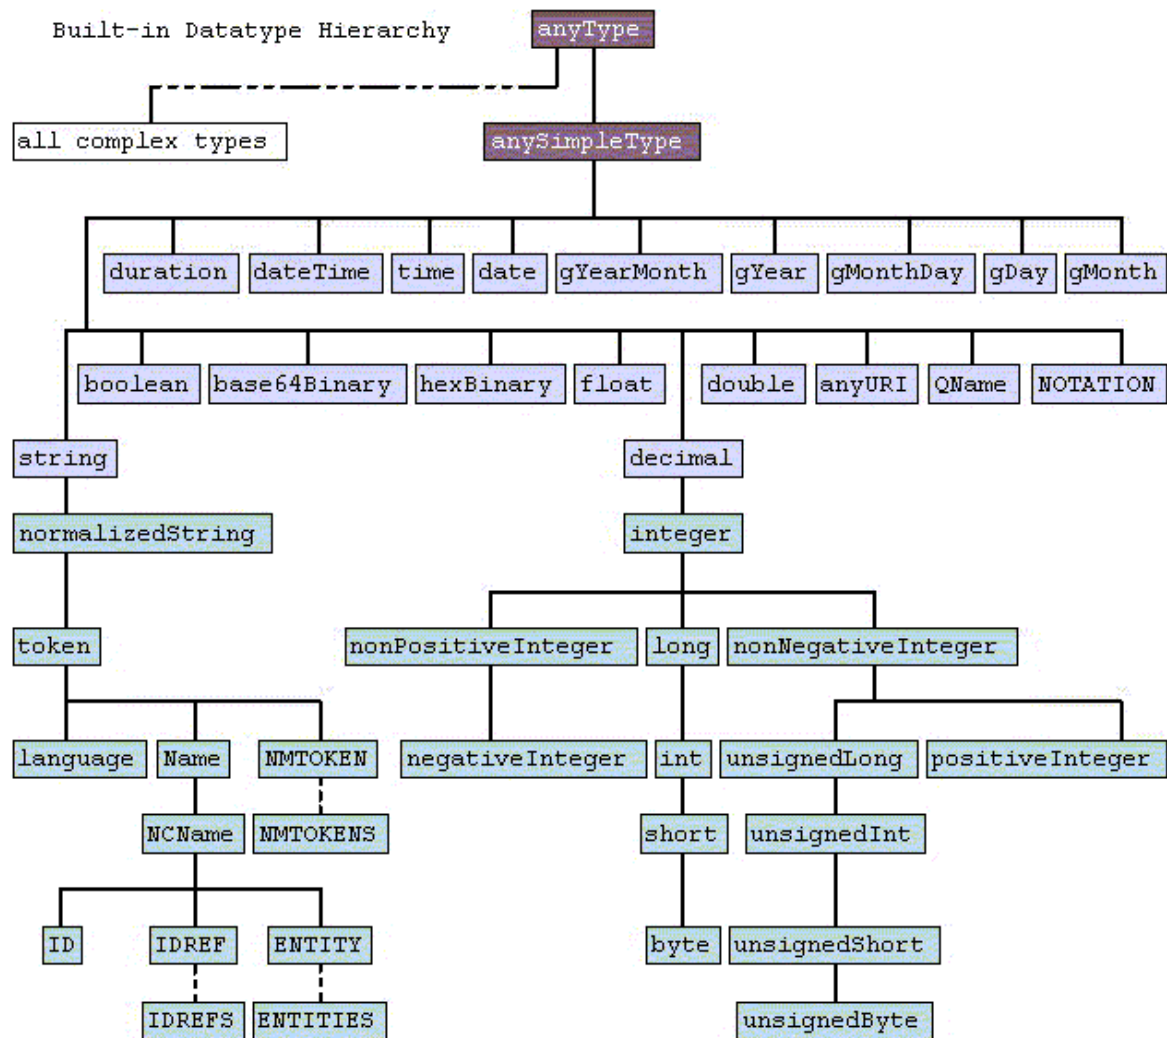 Built-in Datatype Hierarchy anyType
all complex types anySimpleType
duration dateTime time date gYearMonth gYear gMonthDay gDay gMonth
boolean base64Binary hexBinary float double anyURI QName NOTATION
string decimal
normalizedString integer
token nonPositiveInteger long nonNegativeInteger
language Name NMTOKEN negativeInteger int unsignedLong positiveInteger
NCName NMTOKENS short unsignedInt
ID IDREF ENTITY byte unsignedShort
IDREFS ENTITIES unsignedByte